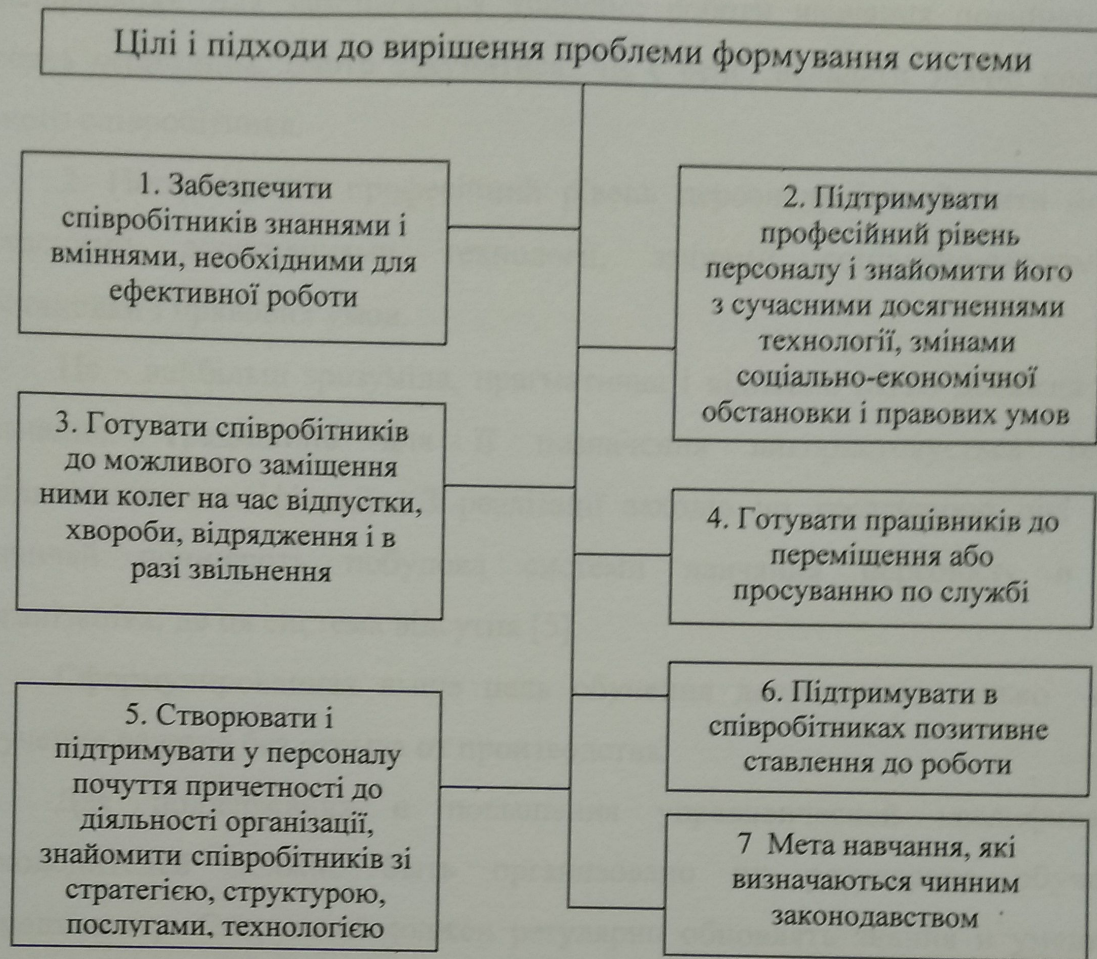 Цілі і підходи до вирішення проблеми формування системи
1. Забезпечити
співробітників знаннями і
вміннями, необхідними для
ефективної роботи
2. Підтримувати
професійний рівень
персоналу і знайомити його
з сучасними досягненнями
технології, змінами
соціально-економічної
обстановки і правових умов
3. Готувати співробітників
до можливого заміщення
ними колег на час відпустки,
хвороби, відрядження і в
разі звільнення
4. Готувати працівників до
переміщення або
просуванню по службі
5. Створювати і
підтримувати у персоналу
почуття причетності до
діяльності організації,
знайомити співробітників зі
стратегією, структурою,
послугами, технологією
6. Підтримувати в
співробітниках позитивне
ставлення до роботи
7 Мета навчання, які
визначаються чинним
законодавством